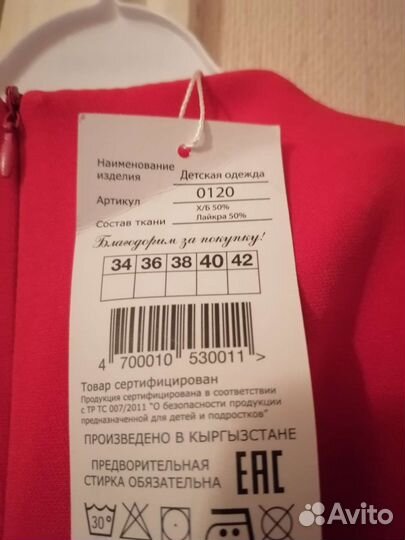 Наименование изделия Детская одежда
Артикул 0120
Состав ткани Х/Б 50% Лайкра 50%
Благодорим за покупку!
34 36 38 40 42
4 700010 530011 >
Товар сертифицирован
Продукция сертифицирована в соответствии
с ТР ТС 007/2011 "О безопасности продукции
предназначенной для детей и подростков"
ПРОИЗВЕДЕНО В КЫРГЫЗСТАНЕ
ПРЕДВОРИТЕЛЬНАЯ
СТИРКА ОБЯЗАТЕЛЬНА
ЕАС
30°
Avito